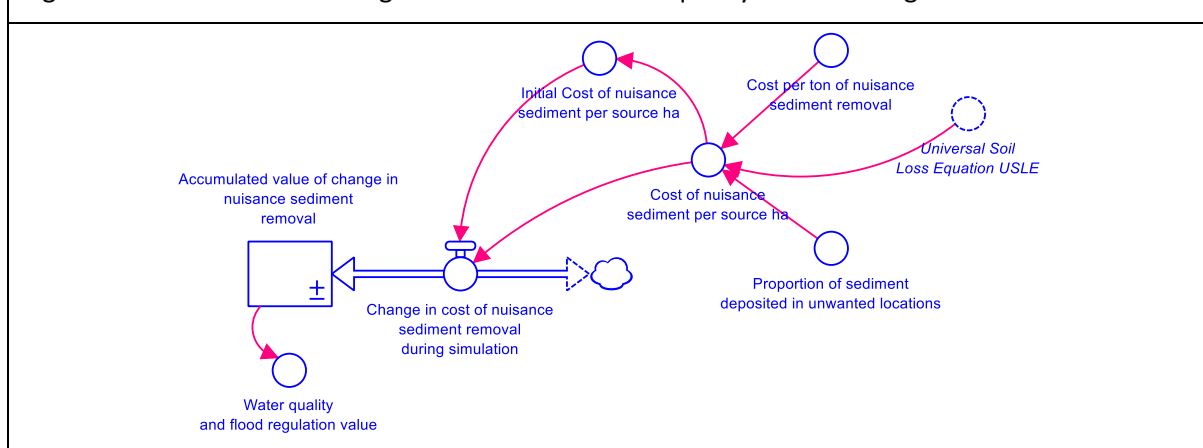 Initial Cost of nuisance
sediment per source ha
Cost per ton of nuisance
sediment removal
Universal Soil
Loss Equation USLE
Accumulated value of change in
nuisance sediment
removal
Cost of nuisance
sediment per source ha
±
Change in cost of nuisance
sediment removal
during simulation
Proportion of sediment
deposited in unwanted locations
Water quality
and flood regulation value